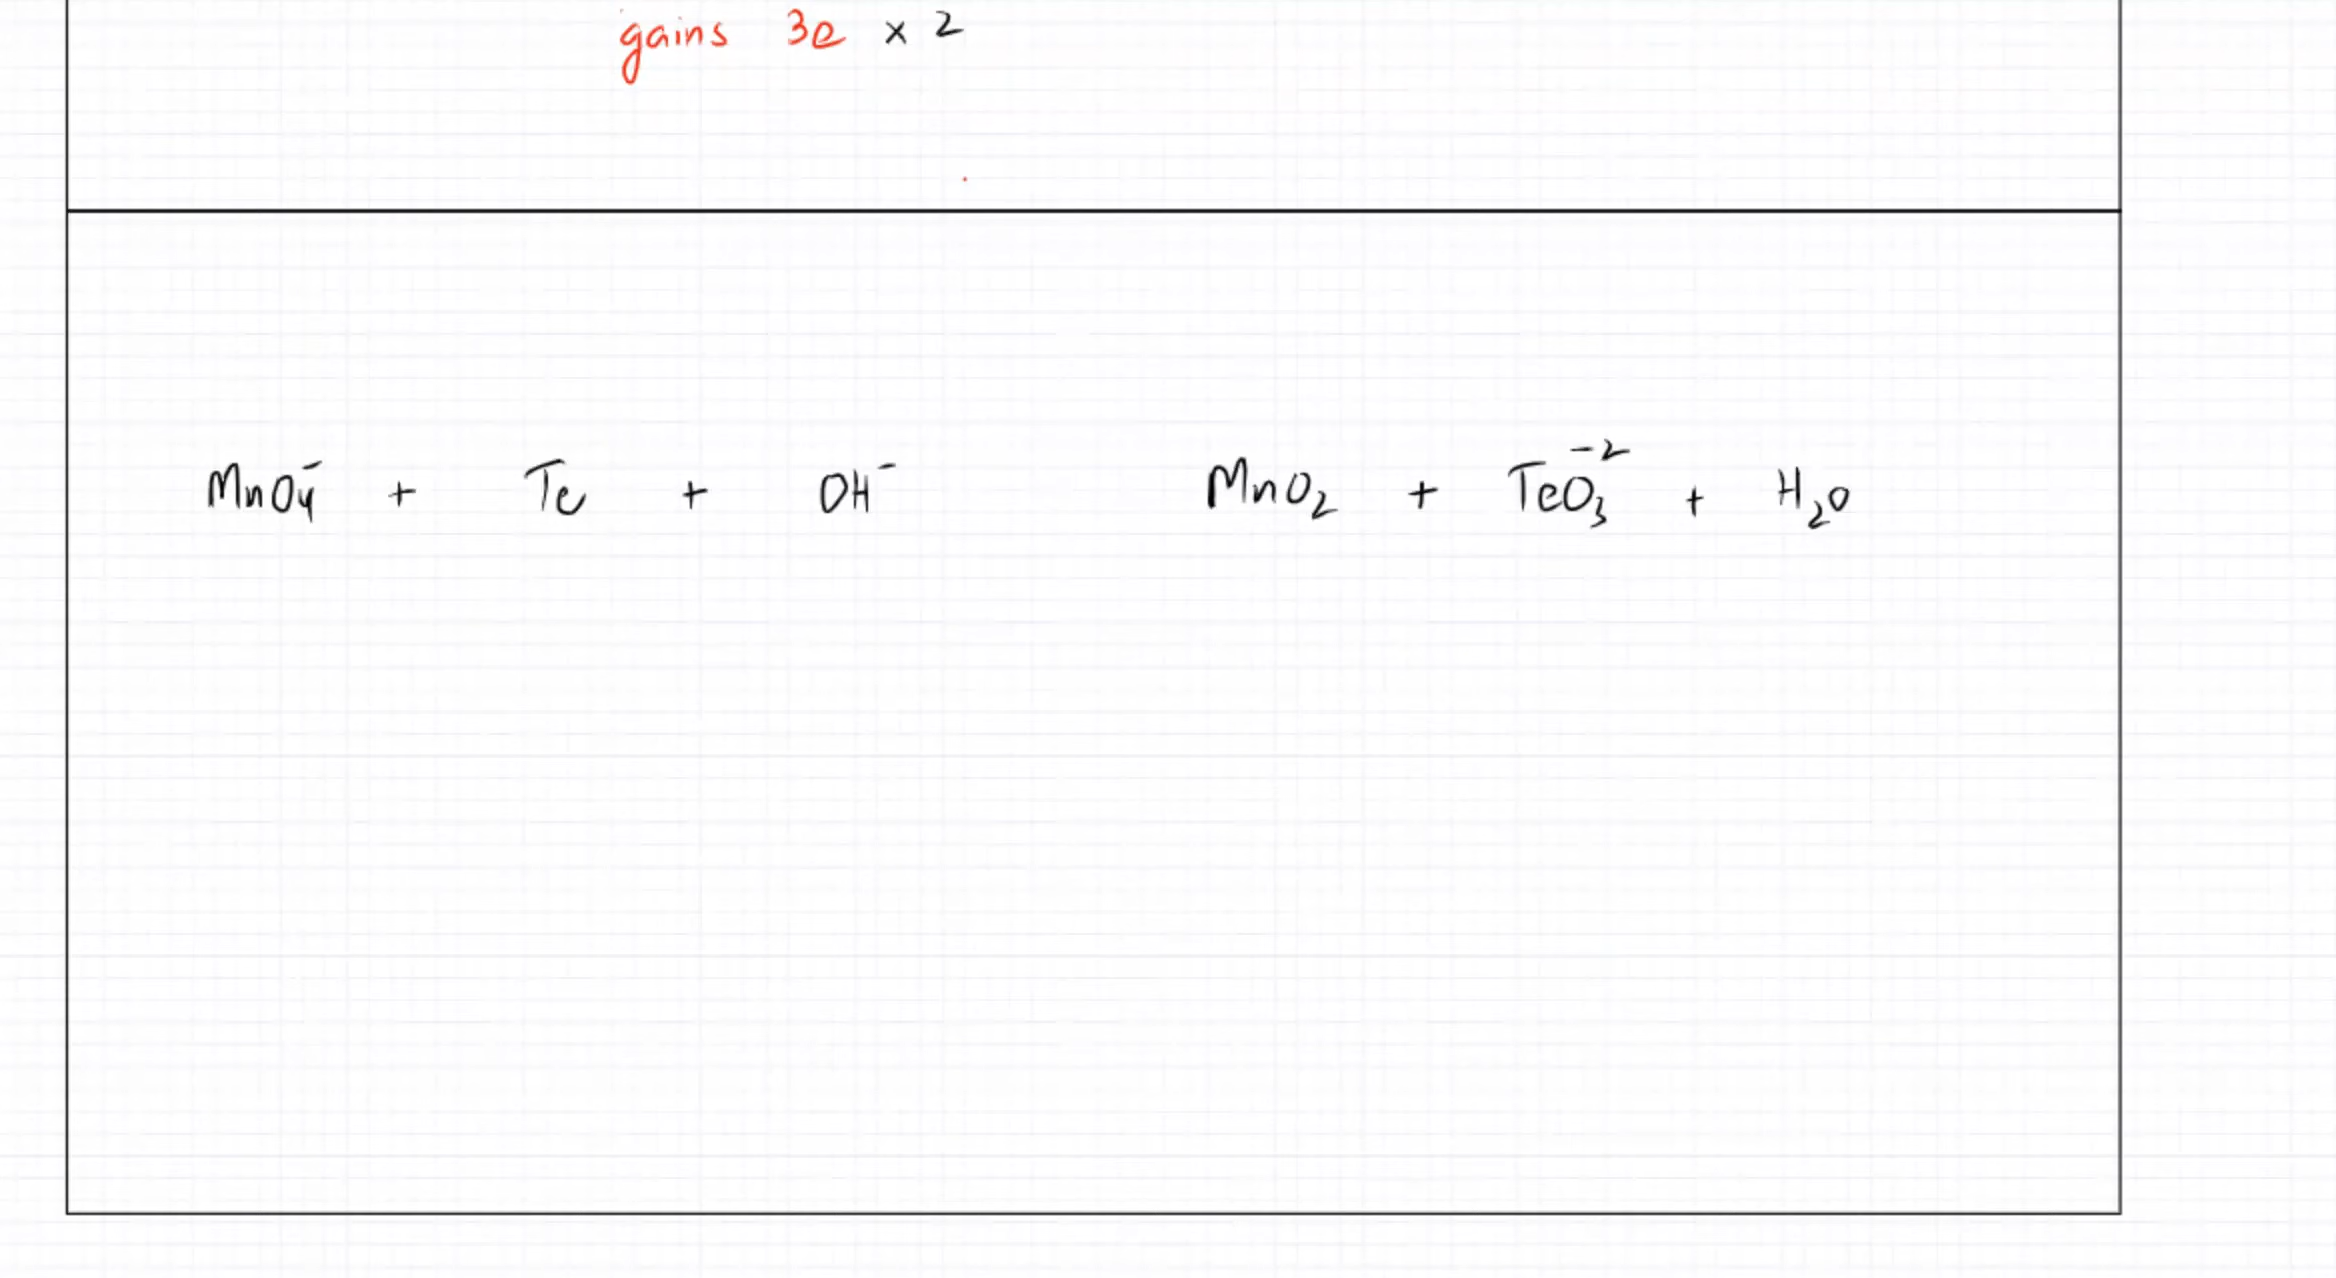 gains 3e × 2
MnO₄⁻ + Te + OH⁻ MnO₂ + TeO₃⁻² + H₂O